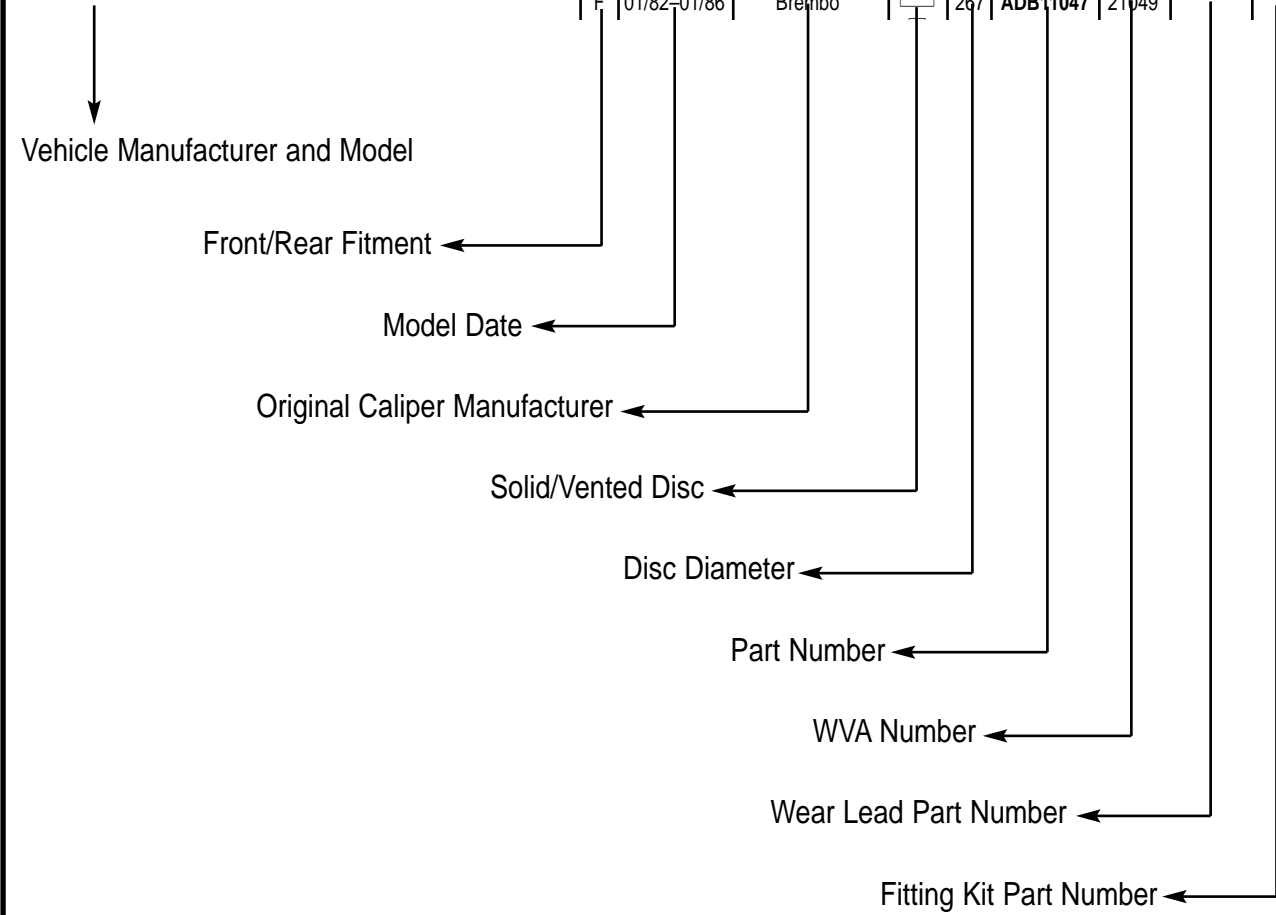 F 01/82–01/86 Brembo 267 ADB11047 21049
Vehicle Manufacturer and Model
Front/Rear Fitment
Model Date
Original Caliper Manufacturer
Solid/Vented Disc
Disc Diameter
Part Number
WVA Number
Wear Lead Part Number
Fitting Kit Part Number